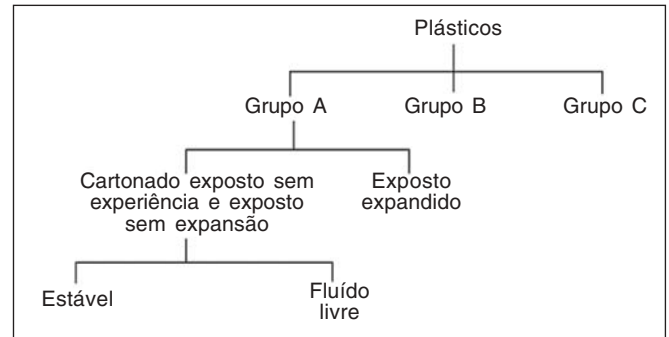 Plásticos
Grupo A
Grupo B
Grupo C
Cartonado exposto sem
experiência e exposto
sem expansão
Exposto
expandido
Estável
Fluído
livre